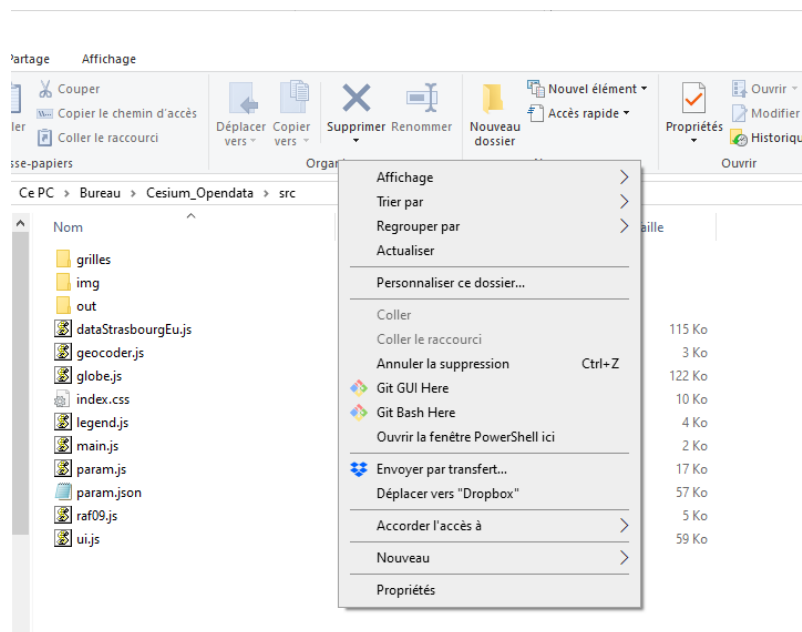 Partage Affichage
Couper
Copier le chemin d'accès
Coller le raccourci
Déplacer vers
Copier vers
Supprimer
Renommer
Nouveau dossier
Nouvel élément
Accès rapide
Propriétés
Ouvrir
Modifier
sse-papiers
Ouvrir
Ce PC > Bureau > Cesium_Opendata > src
Nom
grilles
img
out
dataStrasbourgEu.js 115 Ko
geocoder.js 3 Ko
globe.js 122 Ko
index.css 10 Ko
legend.js 4 Ko
main.js 2 Ko
param.js 17 Ko
param.json 57 Ko
raf09.js 5 Ko
ui.js 59 Ko
Affichage
Trier par
Regrouper par
Actualiser
Personnaliser ce dossier...
Coller
Coller le raccourci
Annuler la suppression Ctrl+Z
Git GUI Here
Git Bash Here
Ouvrir la fenêtre PowerShell ici
Envoyer par transfert...
Déplacer vers "Dropbox"
Accorder l'accès à
Nouveau
Propriétés